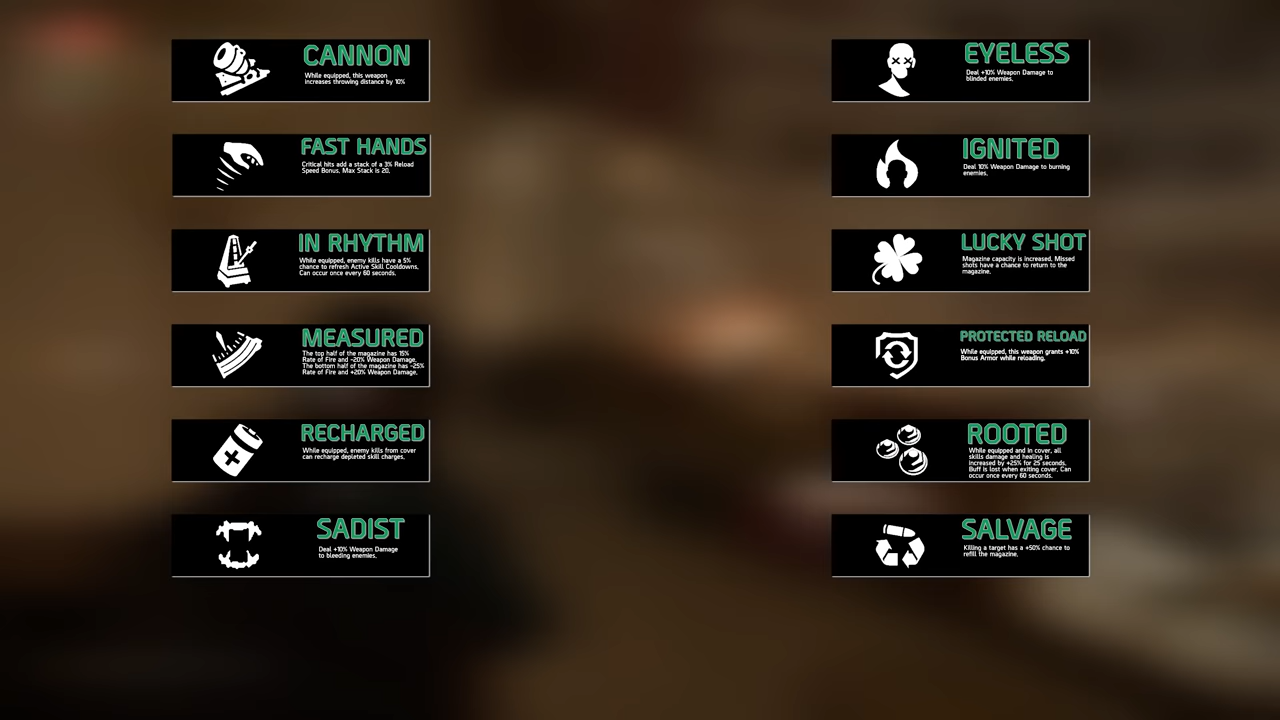 CANNON
While equipped, this weapon
increases throwing distance by 10%
FAST HANDS
Critical hits add a stack of a 3% Reload
Speed Bonus. Max Stack is 20.
IN RHYTHM
While equipped, enemy kills have a 5%
chance to refresh Active Skill Cooldowns.
Can occur once every 60 seconds.
MEASURED
The top half of the magazine has 15%
Rate of Fire and -20% Weapon Damage.
The bottom half of the magazine has -25%
Rate of Fire and +20% Weapon Damage.
RECHARGED
While equipped, enemy kills from cover
can recharge depleted skill charges.
SADIST
Deal +10% Weapon Damage
to bleeding enemies.
EYELESS
Deal +10% Weapon Damage to
blinded enemies.
IGNITED
Deal 10% Weapon Damage to burning
enemies.
LUCKY SHOT
Magazine capacity is increased. Missed
shots have a chance to return to the
magazine.
PROTECTED RELOAD
While equipped, this weapon grants +10%
Bonus Armor while reloading.
ROOTED
While equipped and in cover, all
skills damage and healing is
increased by +25% for 25 seconds.
Buff is lost when exiting cover. Can
occur once every 60 seconds.
SALVAGE
Killing a target has a +50% chance to
refill the magazine.